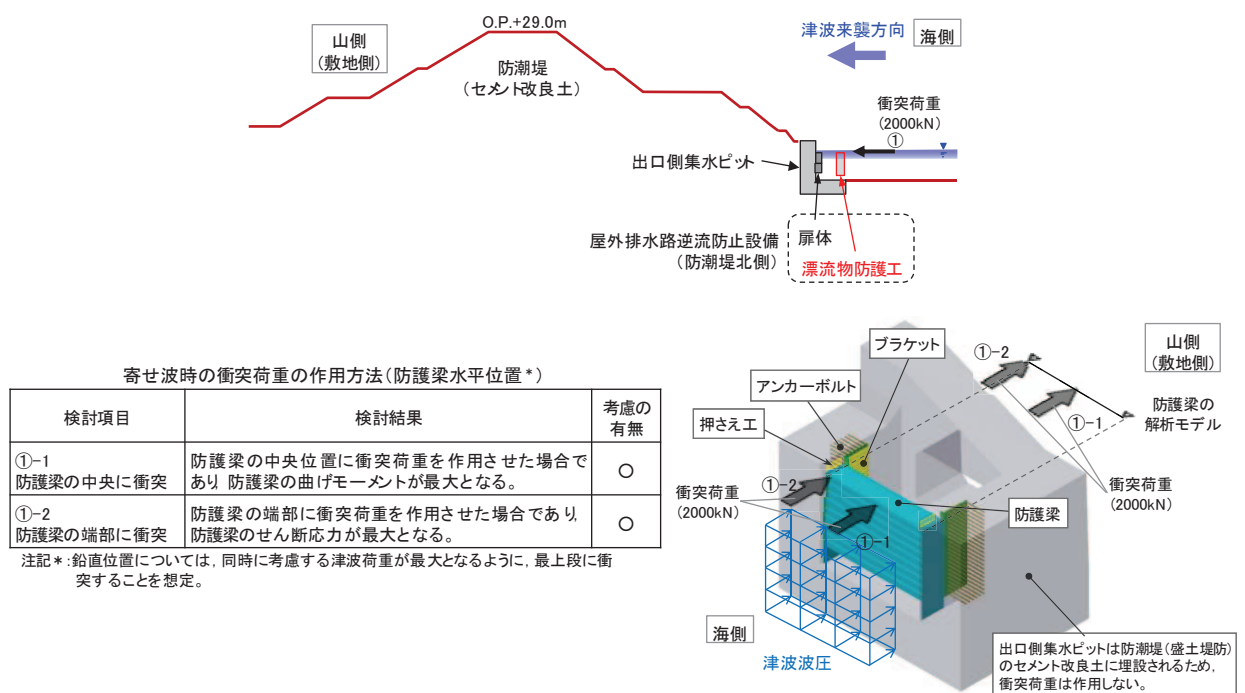 O.P.+29.0m
山側
(敷地側)
防潮堤
(セメント改良土)
津波来襲方向
海側
衝突荷重
(2000kN)
①
出口側集水ピット
屋外排水路逆流防止設備
(防潮堤北側)
扉体
漂流物防護工
寄せ波時の衝突荷重の作用方法(防護梁水平位置*)
検討項目
検討結果
考慮の
有無
①-1
防護梁の中央に衝突
防護梁の中央位置に衝突荷重を作用させた場合で
あり,防護梁の曲げモーメントが最大となる。
○
①-2
防護梁の端部に衝突
防護梁の端部に衝突荷重を作用させた場合であり,
防護梁のせん断応力が最大となる。
○
注記*:鉛直位置については,同時に考慮する津波荷重が最大となるように,最上段に衝
突することを想定。
ブラケット
アンカーボルト
押さえ工
①-2
山側
(敷地側)
防護梁の
解析モデル
①-1
衝突荷重
(2000kN)
衝突荷重
(2000kN)
①-2
①-1
防護梁
海側
津波波圧
出口側集水ピットは防潮堤(盛土堤防)
のセメント改良土に埋設されるため,
衝突荷重は作用しない。